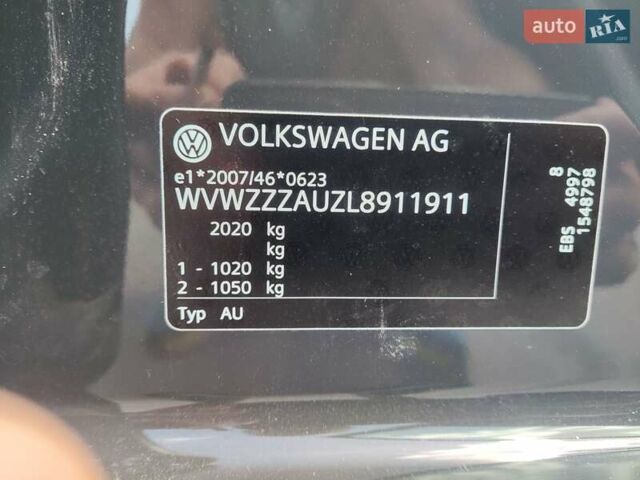 auto RIA.com
VOLKSWAGEN AG
e1*2007/46*0623
WVWZZZAUZL8911911
2020 kg
kg
1 - 1020 kg
2 - 1050 kg
Typ AU
8
4997
EBS 1548798